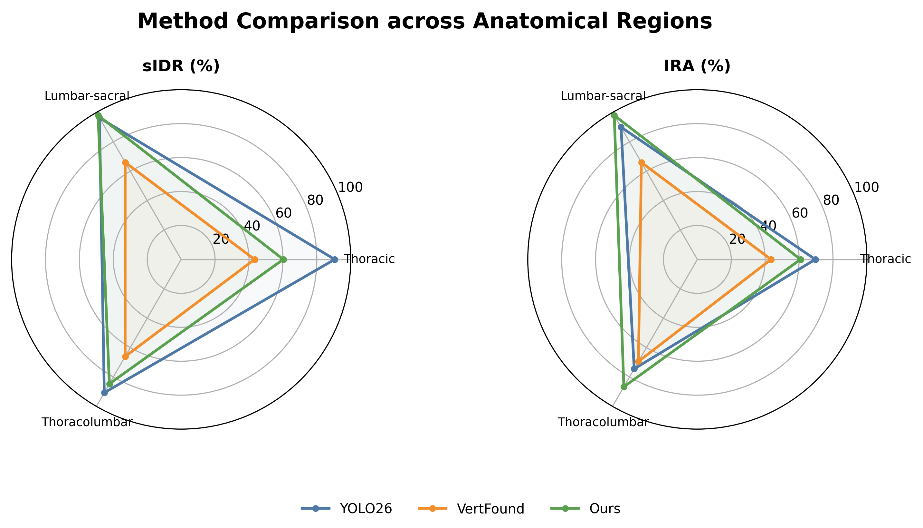 Method Comparison across Anatomical Regions
sIDR (%)
Lumbar-sacral
100
80
60
40
20
Thoracic
Thoracolumbar
IRA (%)
Lumbar-sacral
100
80
60
40
20
Thoracic
Thoracolumbar
YOLO26
VertFound
Ours